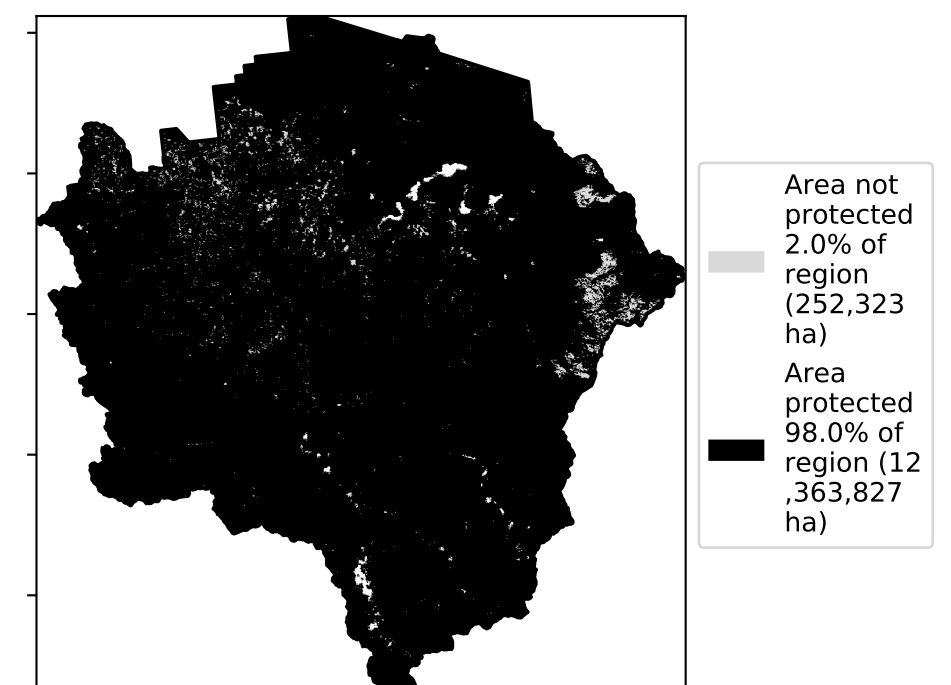 Area not
protected
2.0% of
region
(252,323
ha)
Area
protected
98.0% of
region (12
,363,827
ha)